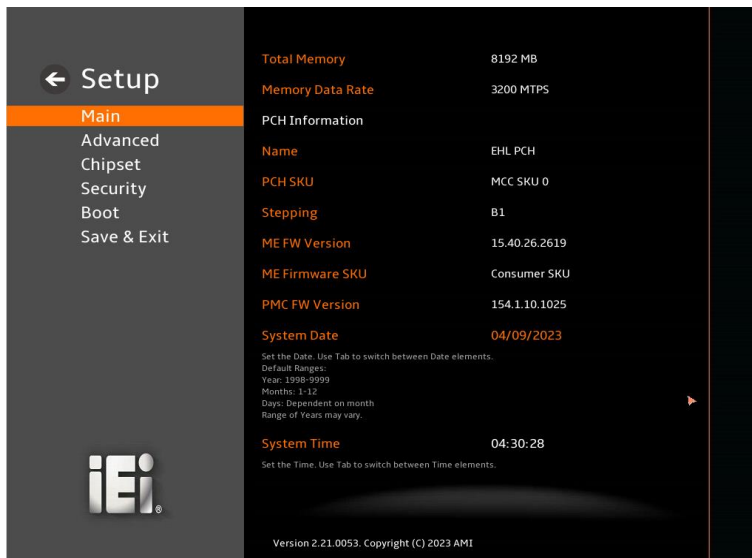 Setup
Main
Advanced
Chipset
Security
Boot
Save & Exit
iEi®
Total Memory 8192 MB
Memory Data Rate 3200 MTPS
PCH Information
Name EHL PCH
PCH SKU MCC SKU 0
Stepping B1
ME FW Version 15.40.26.2619
ME Firmware SKU Consumer SKU
PMC FW Version 154.1.10.1025
System Date 04/09/2023
Set the Date. Use Tab to switch between Date elements.
Default Ranges:
Year: 1998-9999
Months: 1-12
Days: Dependent on month
Range of Years may vary.
System Time 04:30:28
Set the Time. Use Tab to switch between Time elements.
Version 2.21.0053. Copyright (C) 2023 AMI